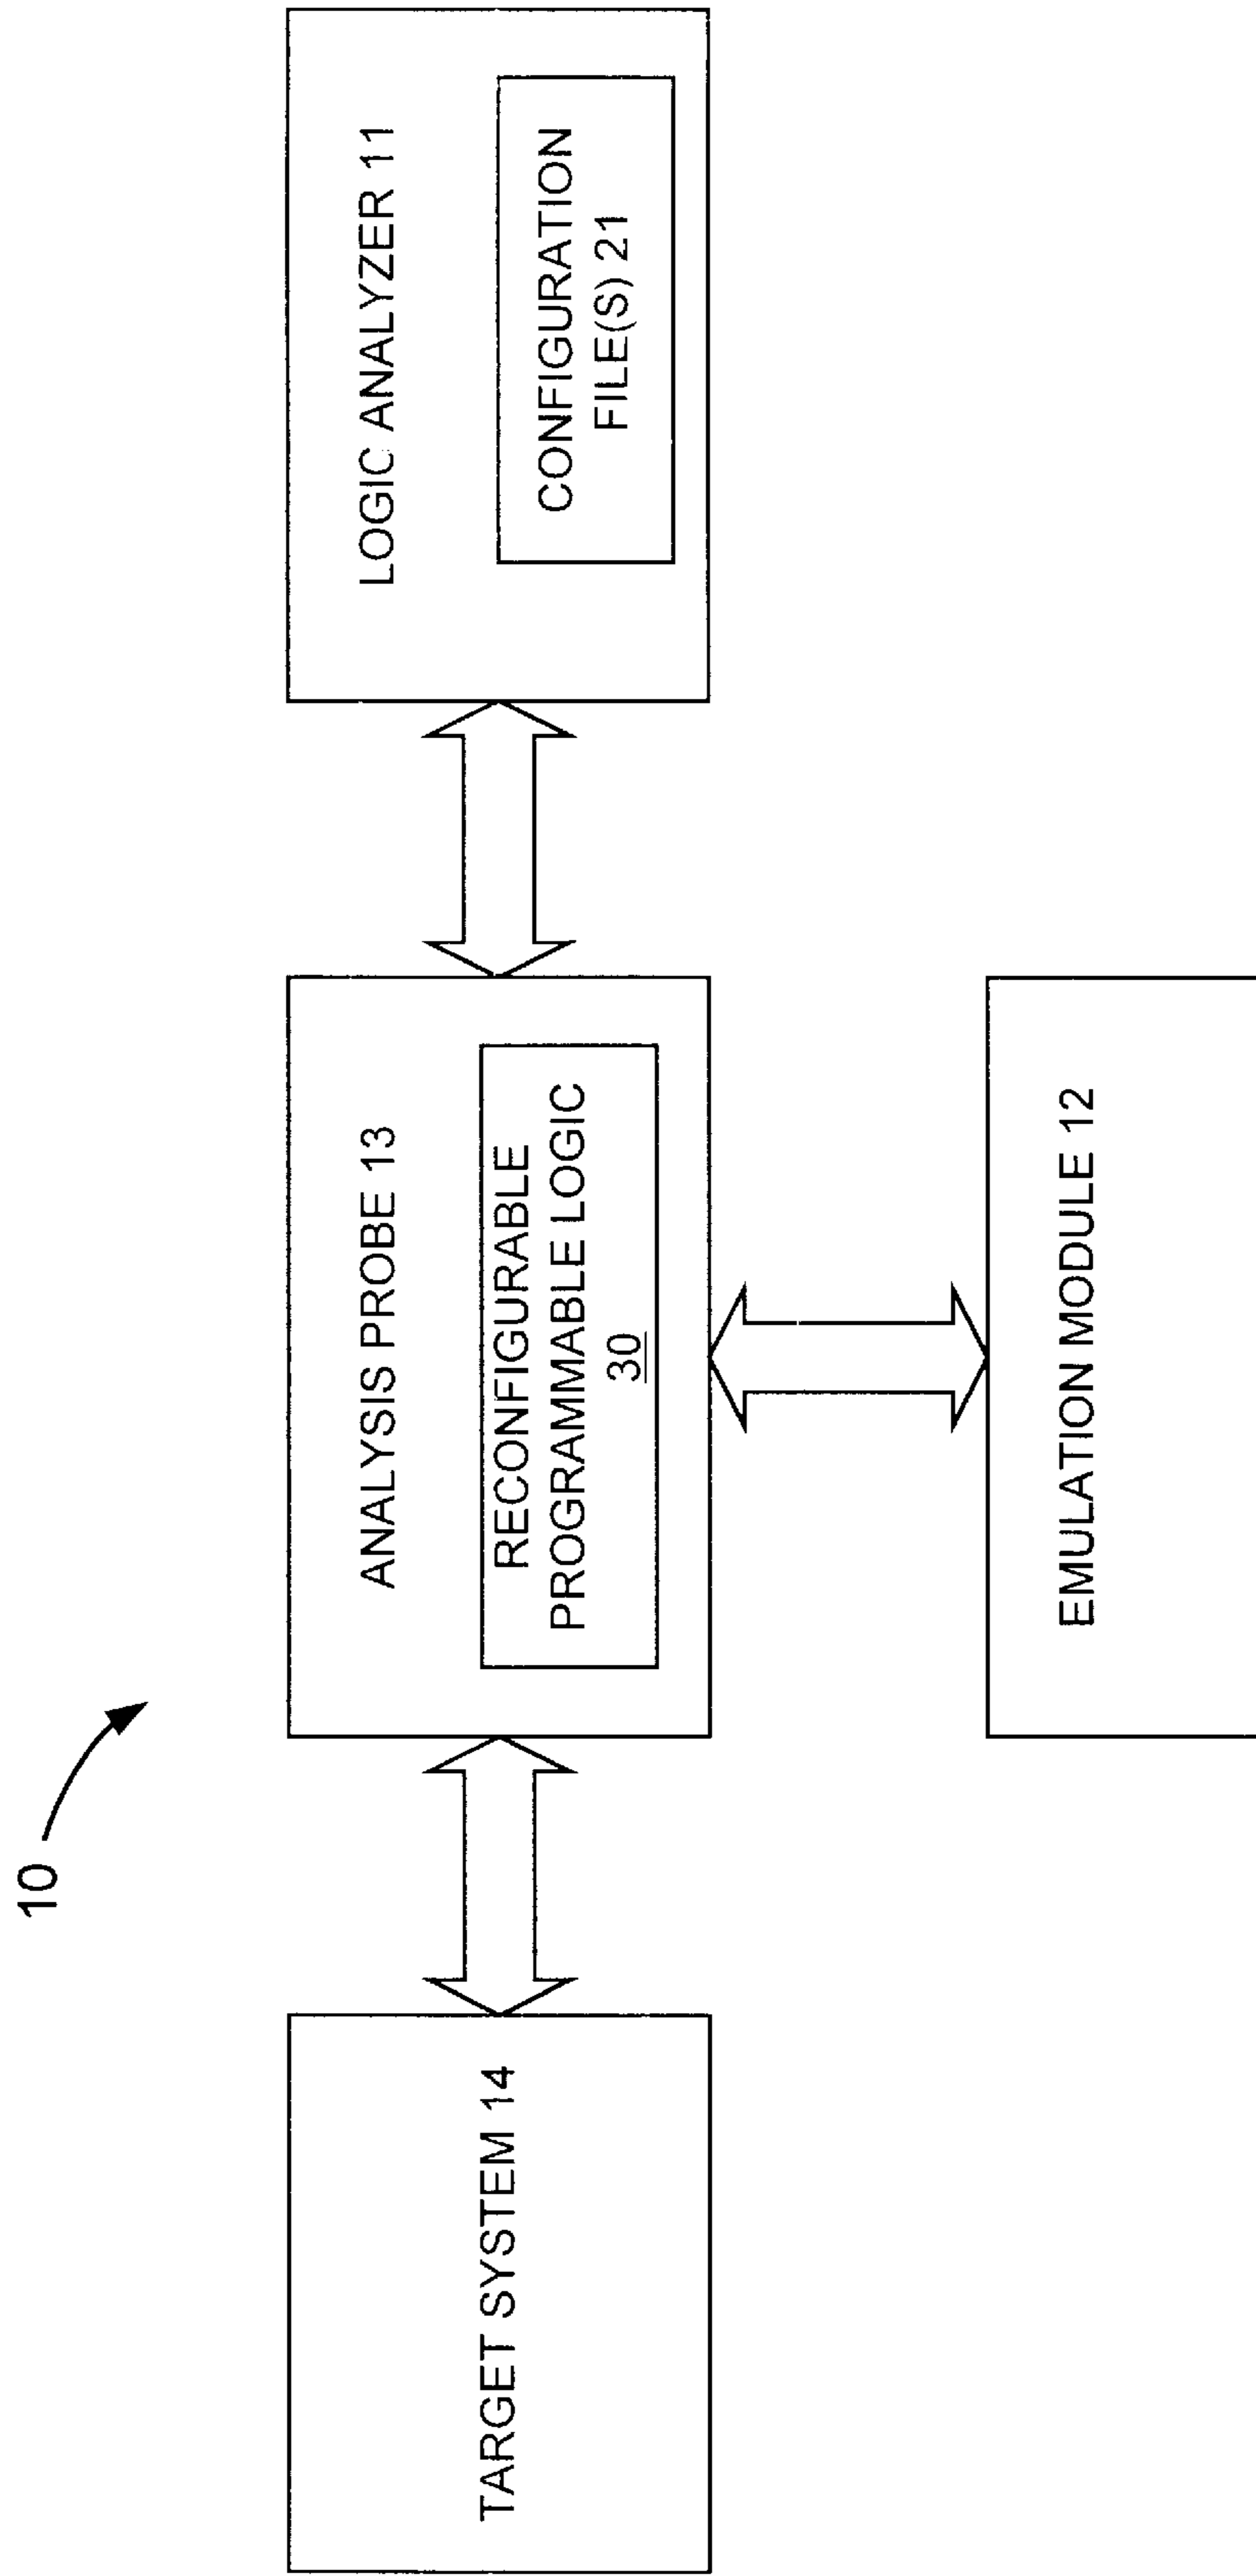 10
TARGET SYSTEM 14
ANALYSIS PROBE 13
RECONFIGURABLE
PROGRAMMABLE LOGIC
30
LOGIC ANALYZER 11
CONFIGURATION
FILE(S) 21
EMULATION MODULE 12